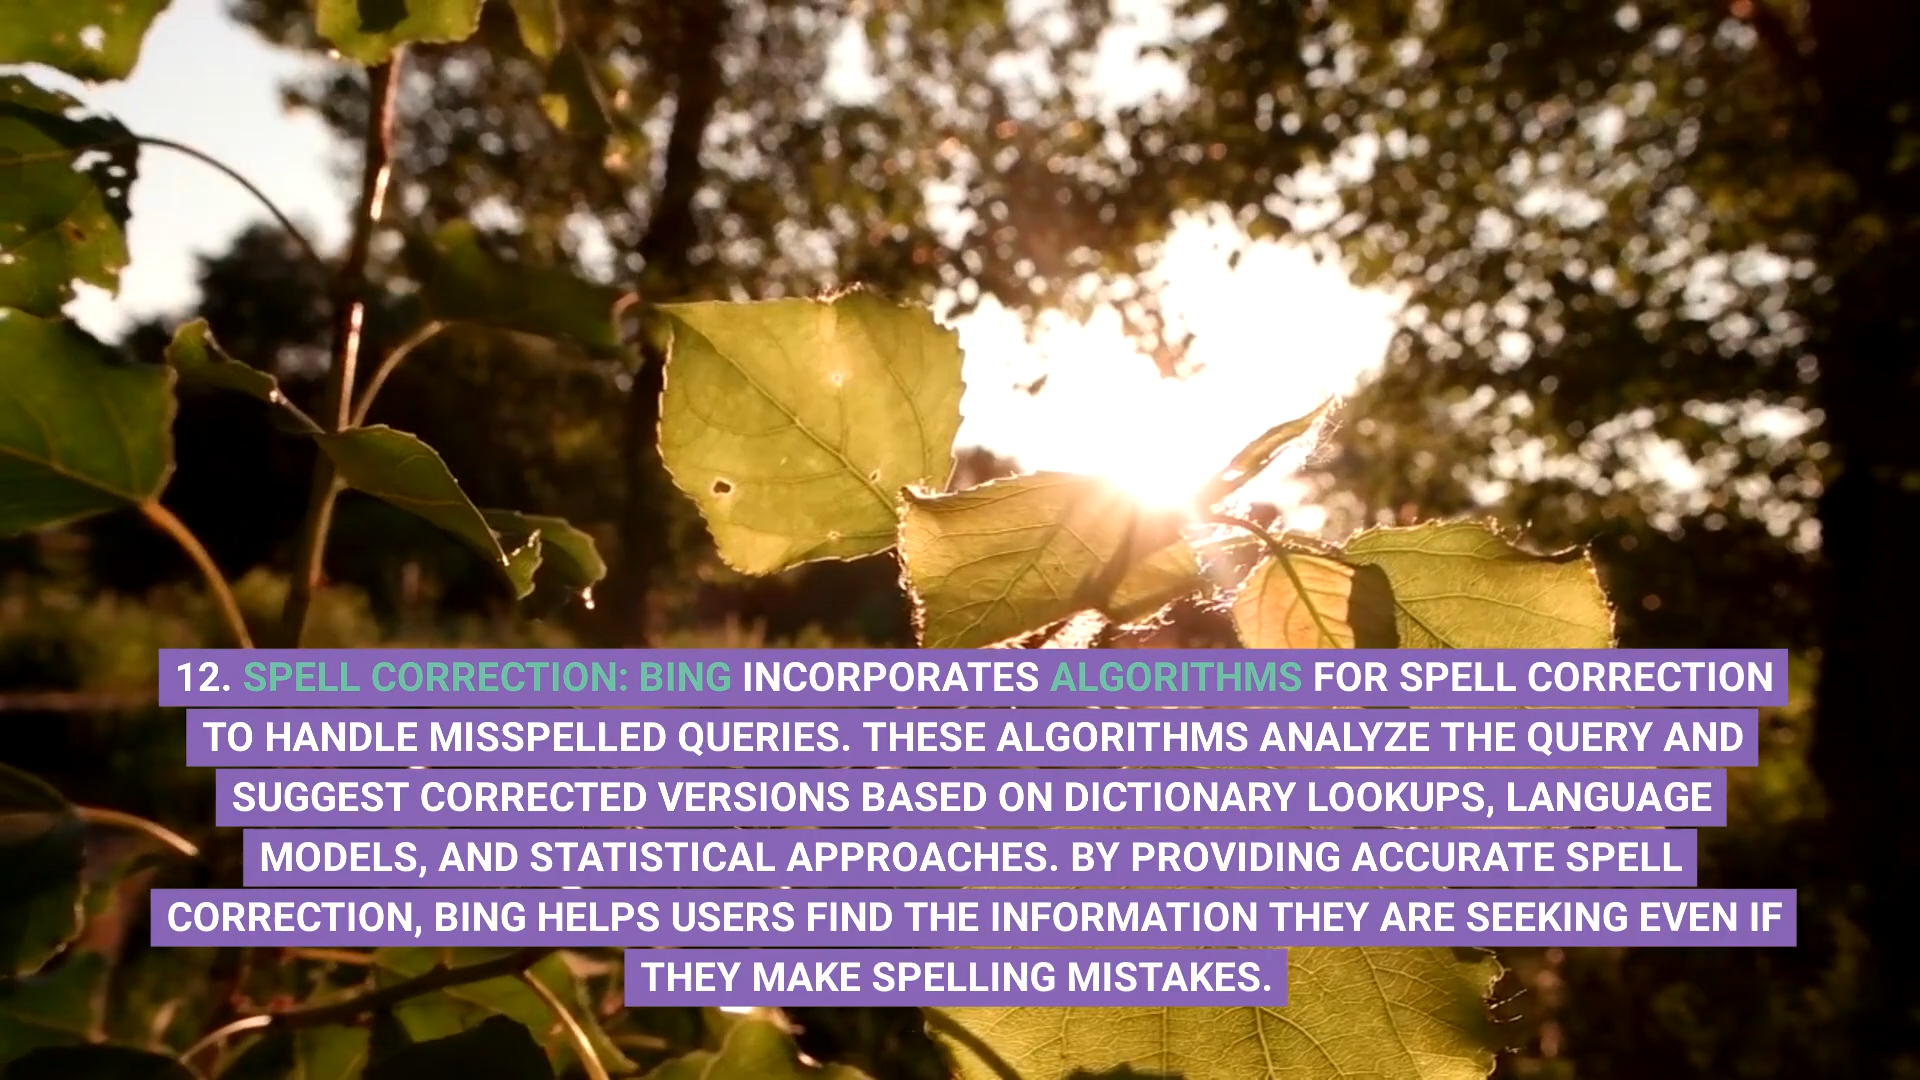 12. SPELL CORRECTION: BING INCORPORATES ALGORITHMS FOR SPELL CORRECTION
TO HANDLE MISSPELLED QUERIES. THESE ALGORITHMS ANALYZE THE QUERY AND
SUGGEST CORRECTED VERSIONS BASED ON DICTIONARY LOOKUPS, LANGUAGE
MODELS, AND STATISTICAL APPROACHES. BY PROVIDING ACCURATE SPELL
CORRECTION, BING HELPS USERS FIND THE INFORMATION THEY ARE SEEKING EVEN IF
THEY MAKE SPELLING MISTAKES.